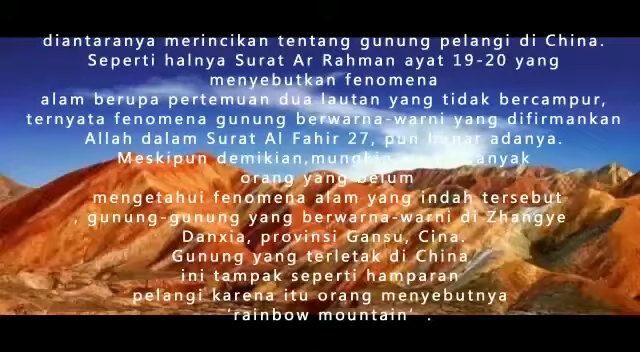 diantaranya merincikan tentang gunung pelangi di China.
Seperti halnya Surat Ar Rahman ayat 19-20 yang
menyebutkan fenomena
alam berupa pertemuan dua lautan yang tidak bercampur,
ternyata fenomena gunung berwarna-warni yang difirmankan
Allah dalam Surat Al Fahir 27, pun benar adanya.
Meskipun demikian,mungkin banyak
orang yang belum
mengetahui fenomena alam yang indah tersebut
, gunung-gunung yang berwarna-warni di Zhangye
Danxia, provinsi Gansu, Cina.
Gunung yang terletak di China
ini tampak seperti hamparan
pelangi karena itu orang menyebutnya
‘rainbow mountain’ .